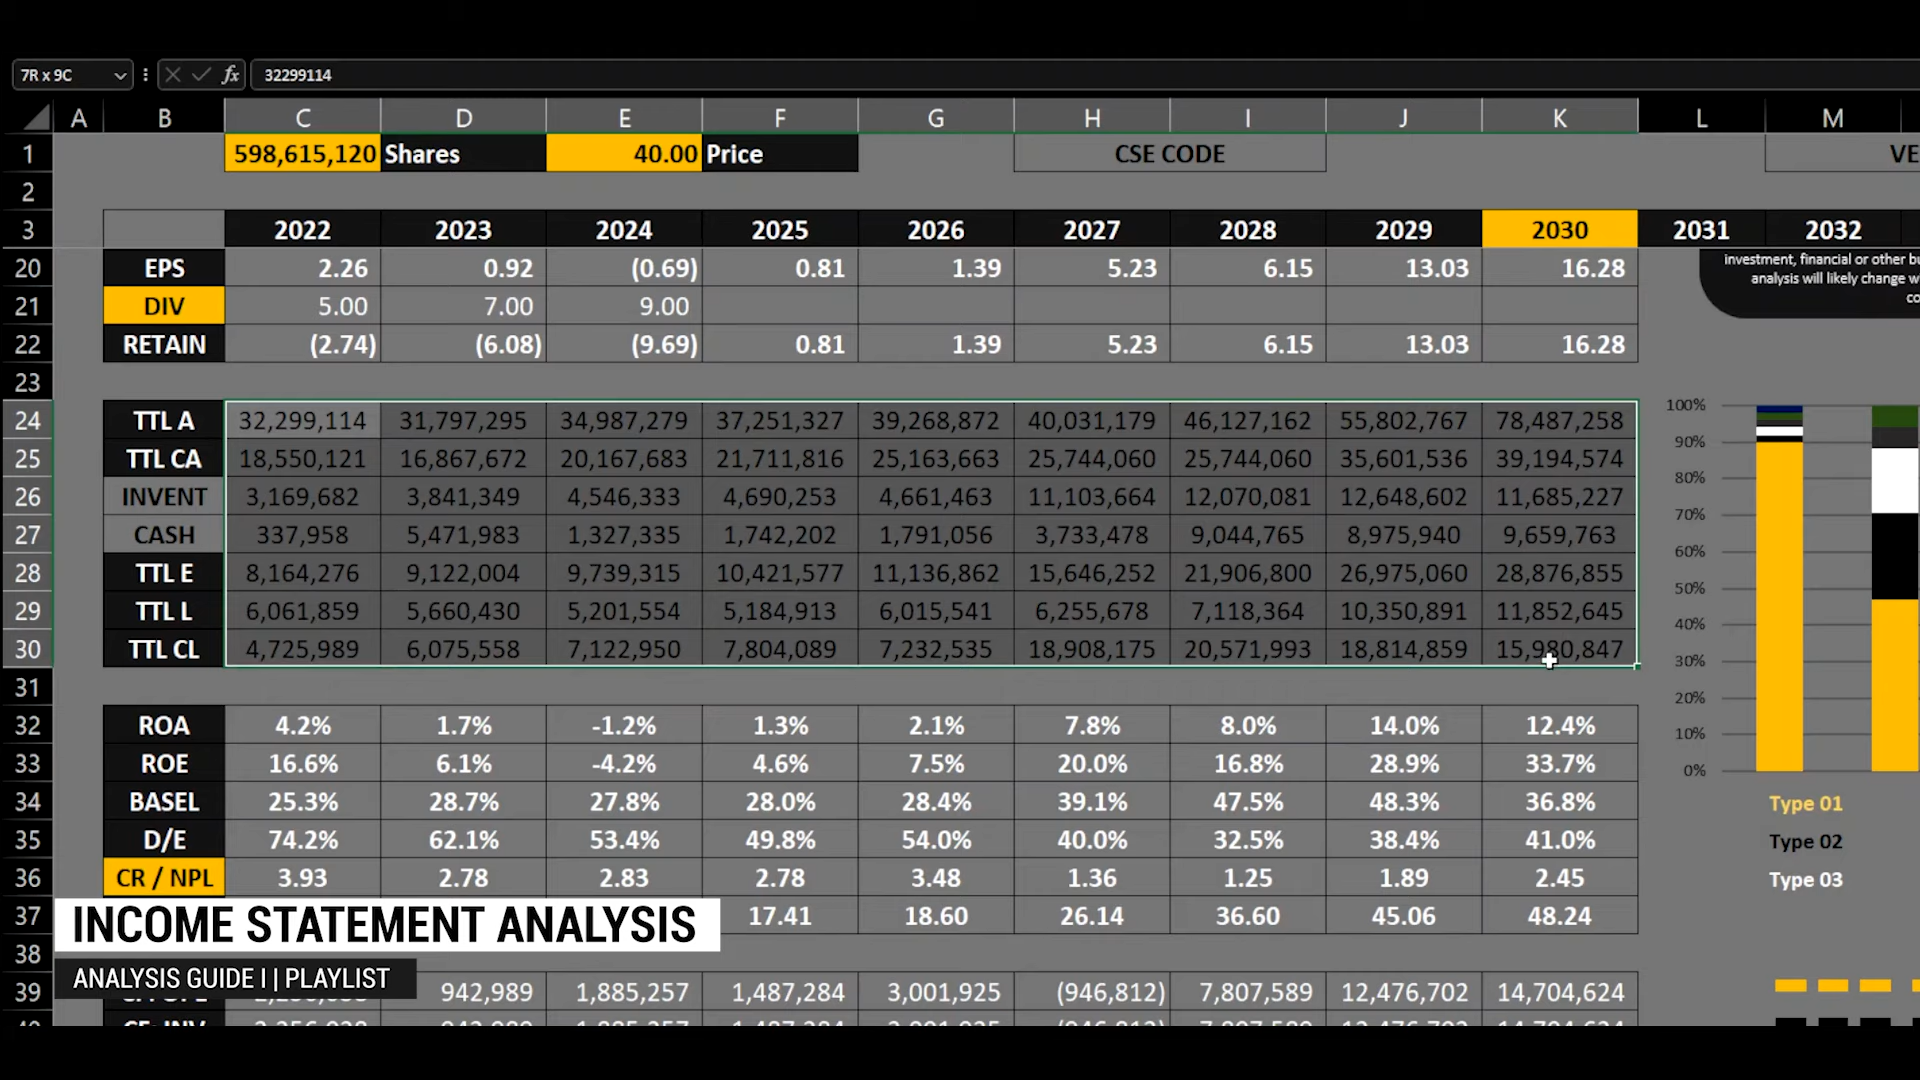 7R x 9C fx 32299114
A B C D E F G H I J K L M
1 598,615,120 Shares 40.00 Price CSE CODE VE
2
3 2022 2023 2024 2025 2026 2027 2028 2029 2030 2031 2032
20 EPS 2.26 0.92 (0.69) 0.81 1.39 5.23 6.15 13.03 16.28
investment, financial or other bu
analysis will likely change w
co
21 DIV 5.00 7.00 9.00
22 RETAIN (2.74) (6.08) (9.69) 0.81 1.39 5.23 6.15 13.03 16.28
23
24 TTL A 32,299,114 31,797,295 34,987,279 37,251,327 39,268,872 40,031,179 46,127,162 55,802,767 78,487,258
25 TTL CA 18,550,121 16,867,672 20,167,683 21,711,816 25,163,663 25,744,060 25,744,060 35,601,536 39,194,574
26 INVENT 3,169,682 3,841,349 4,546,333 4,690,253 4,661,463 11,103,664 12,070,081 12,648,602 11,685,227
27 CASH 337,958 5,471,983 1,327,335 1,742,202 1,791,056 3,733,478 9,044,765 8,975,940 9,659,763
28 TTL E 8,164,276 9,122,004 9,739,315 10,421,577 11,136,862 15,646,252 21,906,800 26,975,060 28,876,855
29 TTL L 6,061,859 5,660,430 5,201,554 5,184,913 6,015,541 6,255,678 7,118,364 10,350,891 11,852,645
30 TTL CL 4,725,989 6,075,558 7,122,950 7,804,089 7,232,535 18,908,175 20,571,993 18,814,859 15,980,847
31
32 ROA 4.2% 1.7% -1.2% 1.3% 2.1% 7.8% 8.0% 14.0% 12.4%
33 ROE 16.6% 6.1% -4.2% 4.6% 7.5% 20.0% 16.8% 28.9% 33.7%
34 BASEL 25.3% 28.7% 27.8% 28.0% 28.4% 39.1% 47.5% 48.3% 36.8%
35 D/E 74.2% 62.1% 53.4% 49.8% 54.0% 40.0% 32.5% 38.4% 41.0%
36 CR / NPL 3.93 2.78 2.83 2.78 3.48 1.36 1.25 1.89 2.45
37 17.41 18.60 26.14 36.60 45.06 48.24
38
39 942,989 1,885,257 1,487,284 3,001,925 (946,812) 7,807,589 12,476,702 14,704,624
100%
90%
80%
70%
60%
50%
40%
30%
20%
10%
0%
Type 01
Type 02
Type 03
INCOME STATEMENT ANALYSIS
ANALYSIS GUIDE I | PLAYLIST